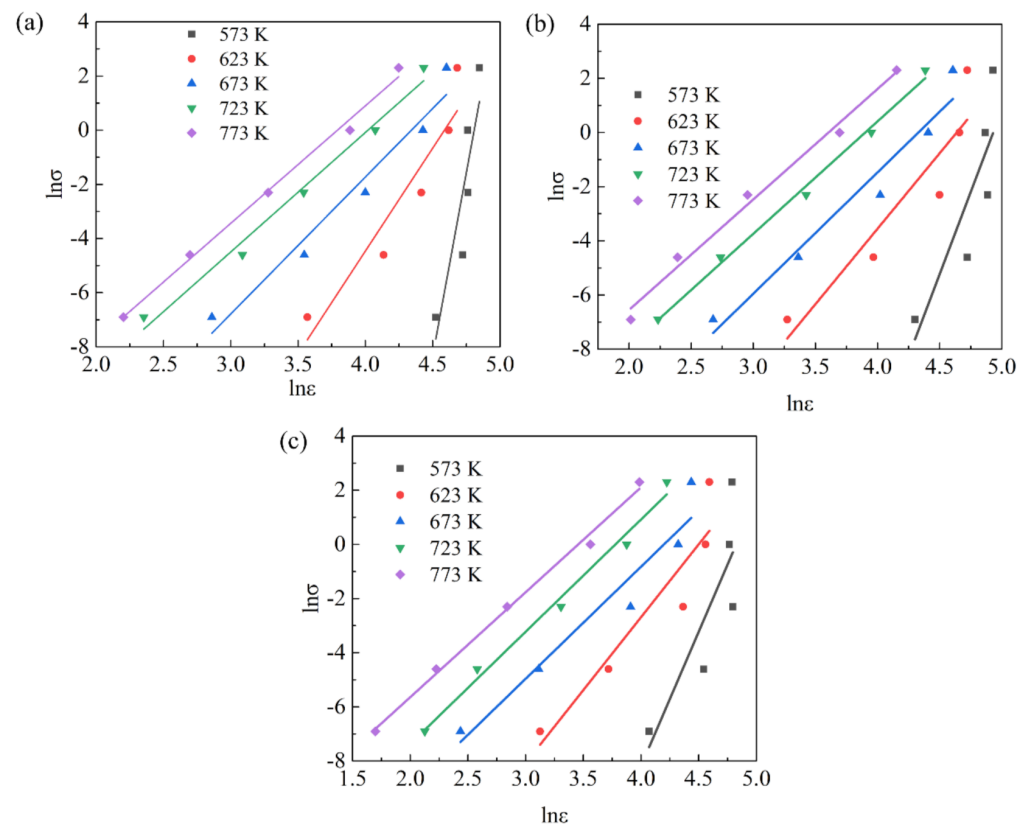 (a)
4
2
0
-2
-4
-6
-8
lnσ
573 K
623 K
673 K
723 K
773 K
2.0 2.5 3.0 3.5 4.0 4.5 5.0
lnε
(b)
4
2
0
-2
-4
-6
-8
lnσ
573 K
623 K
673 K
723 K
773 K
2.0 2.5 3.0 3.5 4.0 4.5 5.0
lnε
(c)
4
2
0
-2
-4
-6
-8
lnσ
573 K
623 K
673 K
723 K
773 K
1.5 2.0 2.5 3.0 3.5 4.0 4.5 5.0
lnε